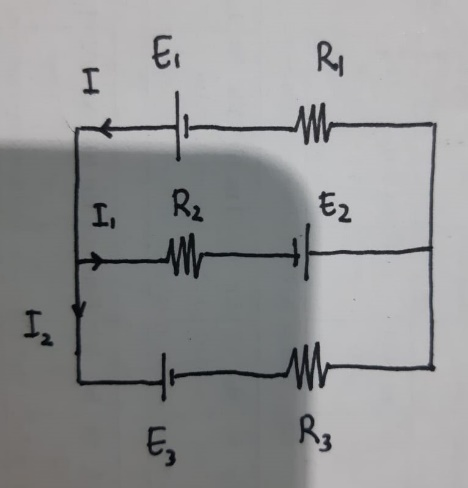 E₁
R₁
I
I₁
R₂
E₂
I₂
E₃
R₃